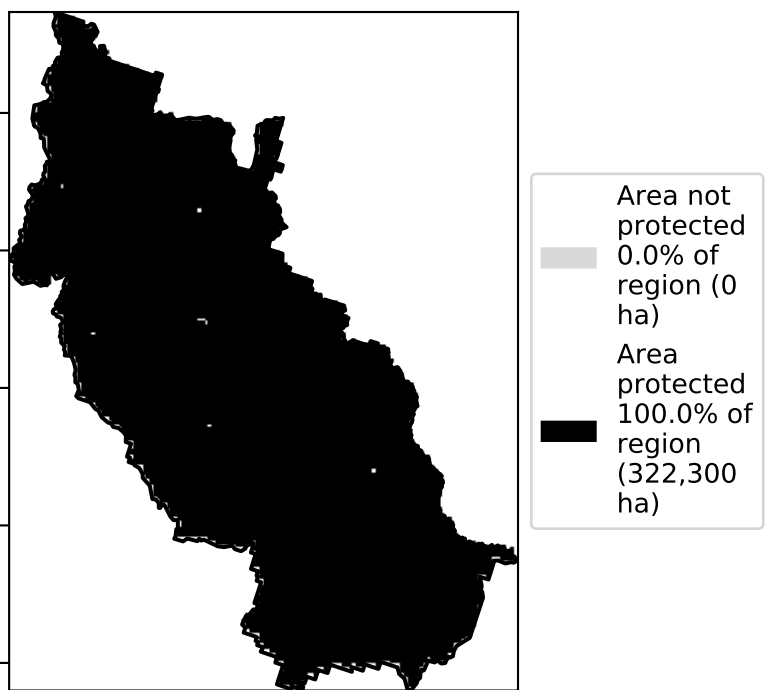 Area not
protected
0.0% of
region (0
ha)
Area
protected
100.0% of
region
(322,300
ha)